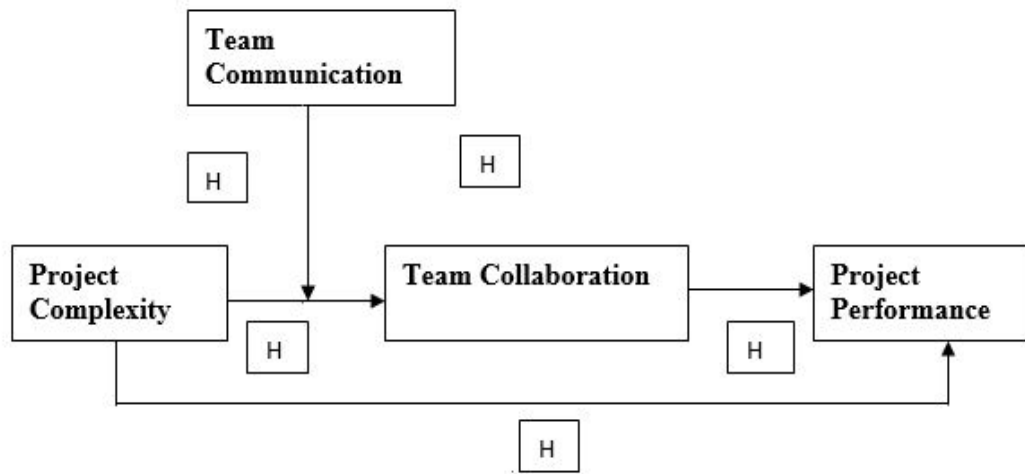 Team
Communication
H
H
Project
Complexity
Team Collaboration
Project
Performance
H
H
H